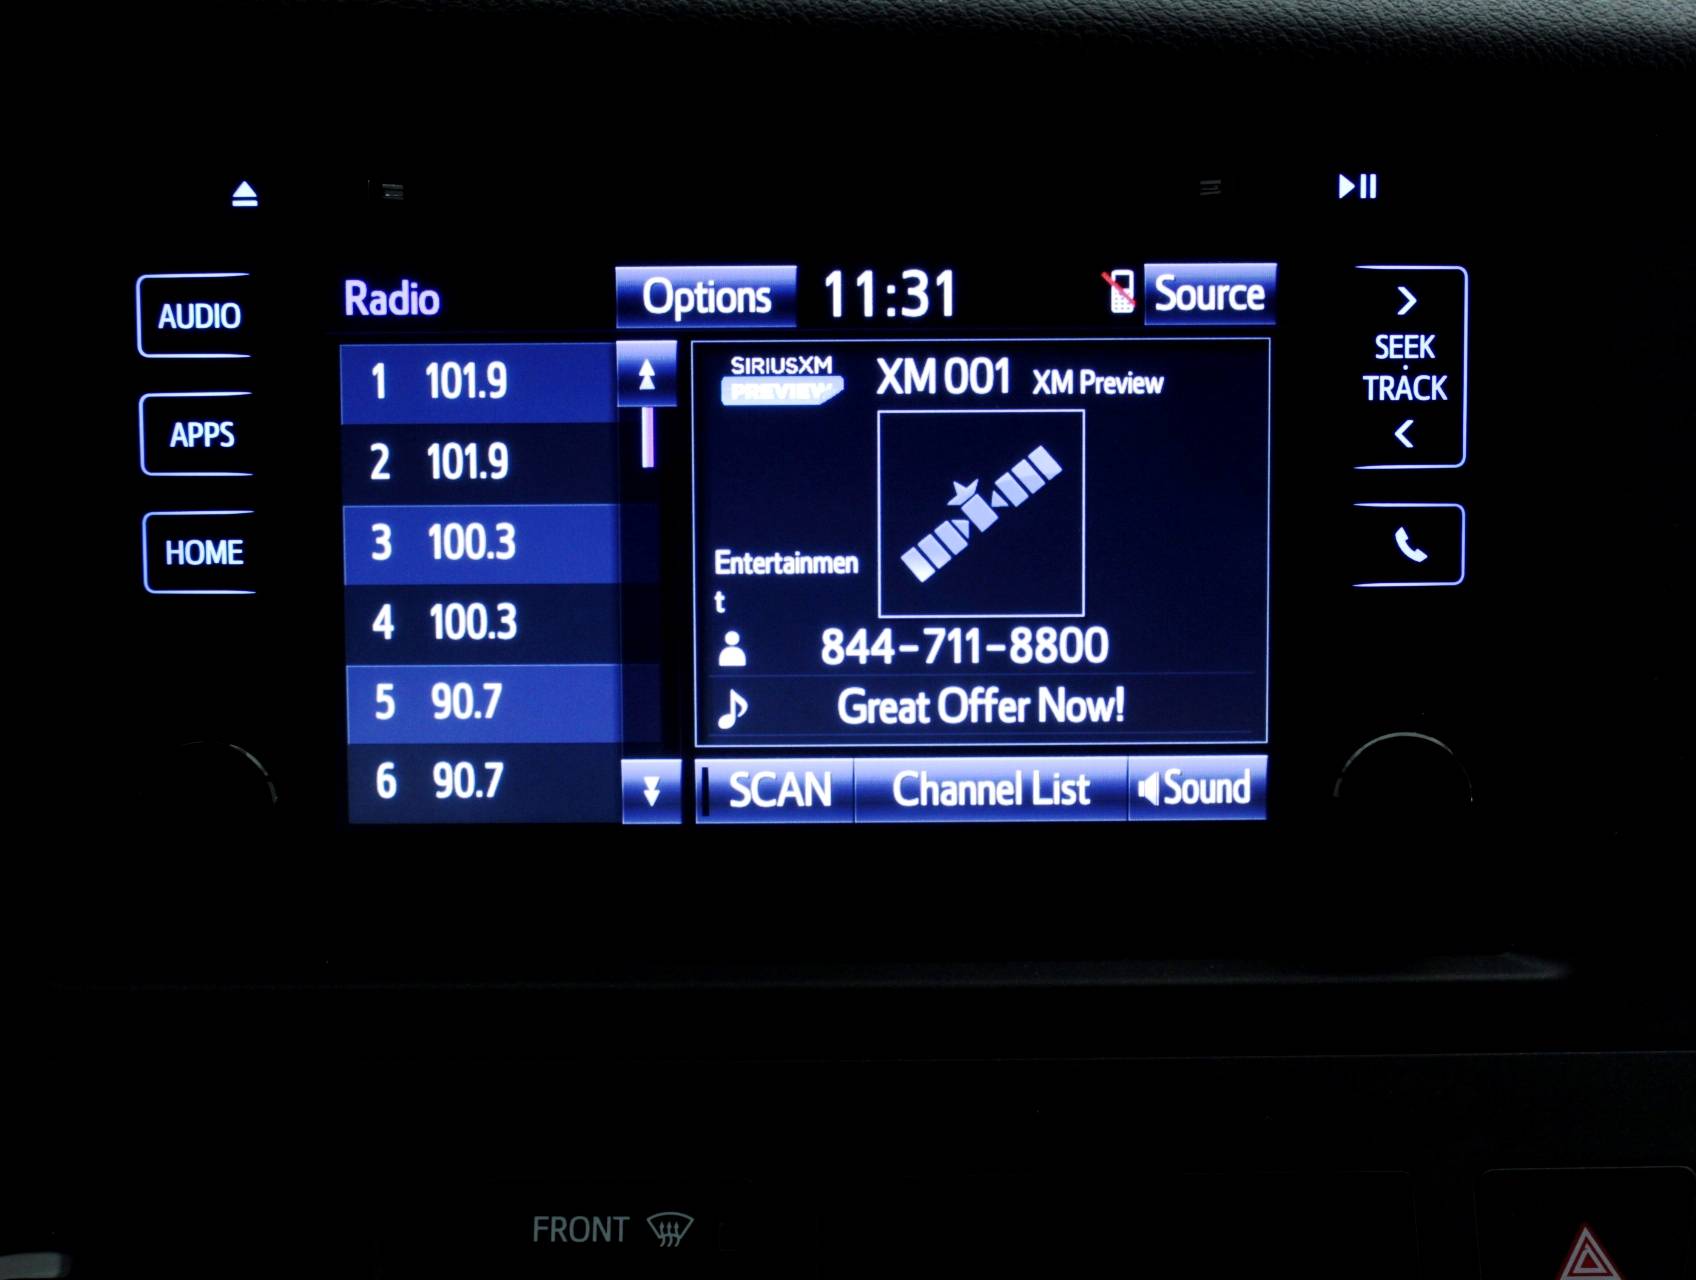 AUDIO
APPS
HOME
Radio
Options
11:31
Source
1 101.9
2 101.9
3 100.3
4 100.3
5 90.7
6 90.7
SIRIUSXM
PREVIEW
XM 001 XM Preview
Entertainmen
t
844-711-8800
Great Offer Now!
SCAN
Channel List
Sound
SEEK
TRACK
FRONT